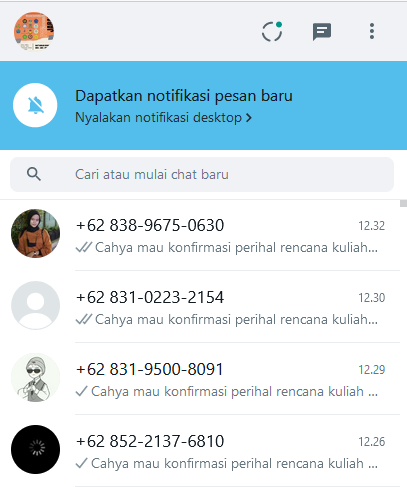 Dapatkan notifikasi pesan baru
Nyalakan notifikasi desktop >
Cari atau mulai chat baru
+62 838-9675-0630 12.32
Cahya mau konfirmasi perihal rencana kuliah...
+62 831-0223-2154 12.30
Cahya mau konfirmasi perihal rencana kuliah...
+62 831-9500-8091 12.29
Cahya mau konfirmasi perihal rencana kuliah ...
+62 852-2137-6810 12.26
Cahya mau konfirmasi perihal rencana kuliah ...